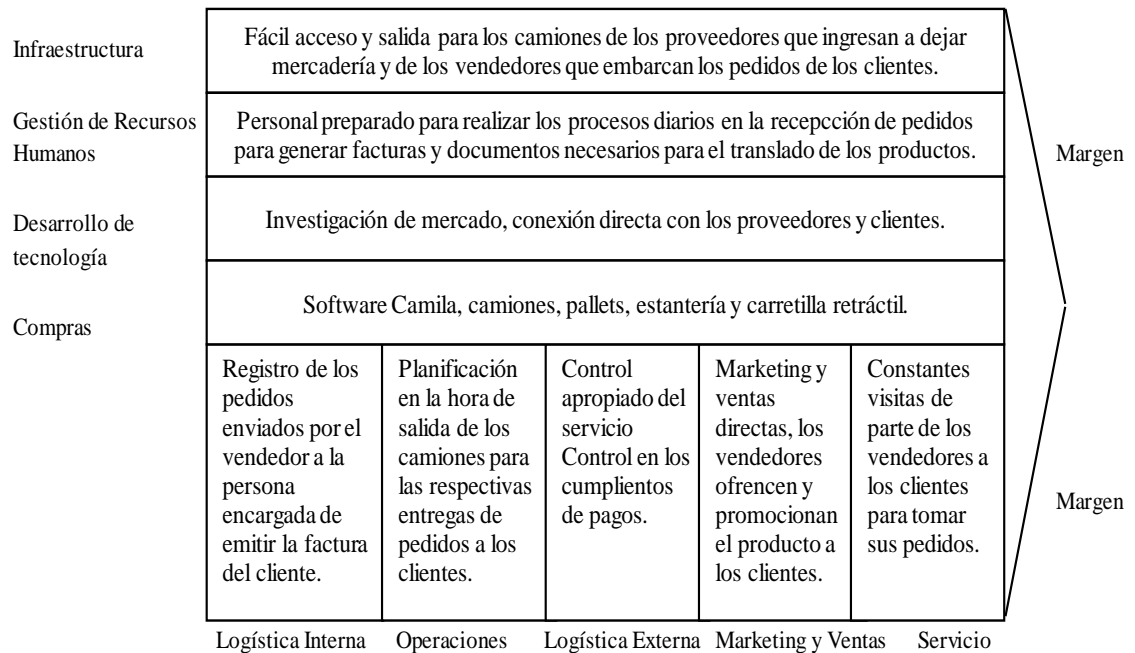 Infraestructura
Fácil acceso y salida para los camiones de los proveedores que ingresan a dejar
mercadería y de los vendedores que embarcan los pedidos de los clientes.
Gestión de Recursos
Humanos
Personal preparado para realizar los procesos diarios en la recepcción de pedidos
para generar facturas y documentos necesarios para el translado de los productos.
Margen
Desarrollo de
tecnología
Investigación de mercado, conexión directa con los proveedores y clientes.
Compras
Software Camila, camiones, pallets, estantería y carretilla retráctil.
Registro de los
pedidos
enviados por el
vendedor a la
persona
encargada de
emitir la factura
del cliente.
Planificación
en la hora de
salida de los
camiones para
las respectivas
entregas de
pedidos a los
clientes.
Control
apropiado del
servicio
Control en los
cumplientos
de pagos.
Marketing y
ventas
directas, los
vendedores
ofrencen y
promocionan
el producto a
los clientes.
Constantes
visitas de
parte de los
vendedores a
los clientes
para tomar
sus pedidos.
Margen
Logística Interna
Operaciones
Logística Externa
Marketing y Ventas
Servicio